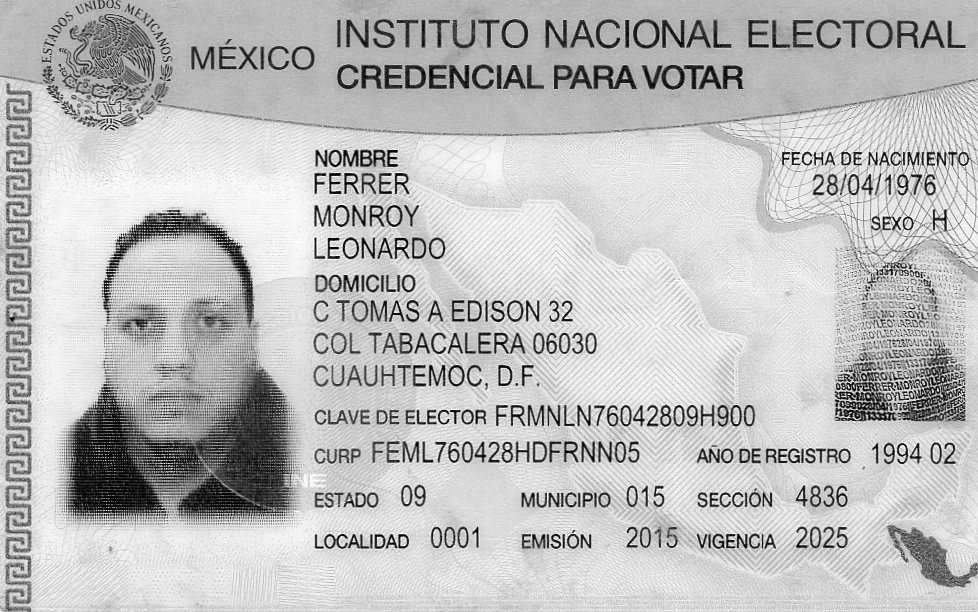 ESTADOS UNIDOS MEXICANOS
MÉXICO
INSTITUTO NACIONAL ELECTORAL
CREDENCIAL PARA VOTAR
NOMBRE
FERRER
MONROY
LEONARDO
FECHA DE NACIMIENTO
28/04/1976
SEXO H
DOMICILIO
C TOMAS A EDISON 32
COL TABACALERA 06030
CUAUHTEMOC, D.F.
CLAVE DE ELECTOR FRMNLN76042809H900
CURP FEML760428HDFRNN05 AÑO DE REGISTRO 1994 02
ESTADO 09 MUNICIPIO 015 SECCIÓN 4836
LOCALIDAD 0001 EMISIÓN 2015 VIGENCIA 2025